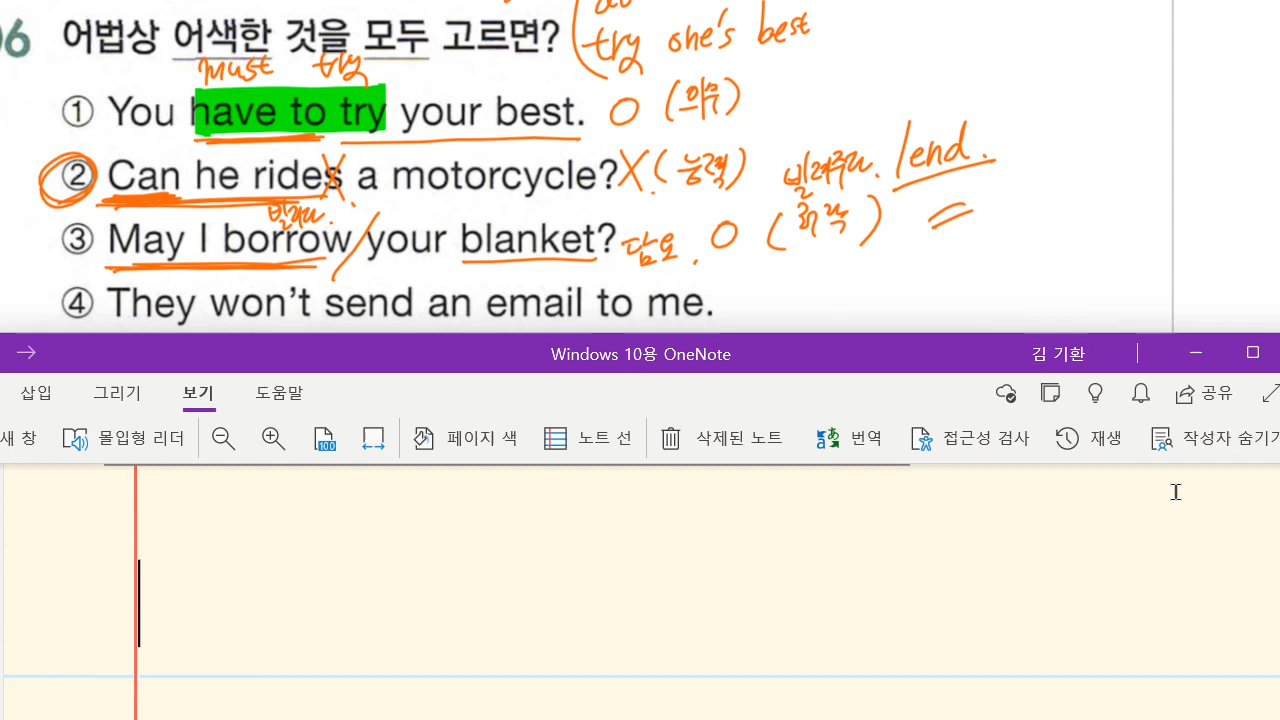 06 어법상 어색한 것을 모두 고르면?
try one's best
must try
① You have to try your best. O (의무)
② Can he rides a motorcycle? X (능력) 빌려주다. lend.
빌리다.
③ May I borrow your blanket? 담요. O (허락)
④ They won't send an email to me.
Windows 10용 OneNote 김 기환
삽입 그리기 보기 도움말 공유
새 창 몰입형 리더 100 페이지 색 노트 선 삭제된 노트 번역 접근성 검사 재생 작성자 숨기기